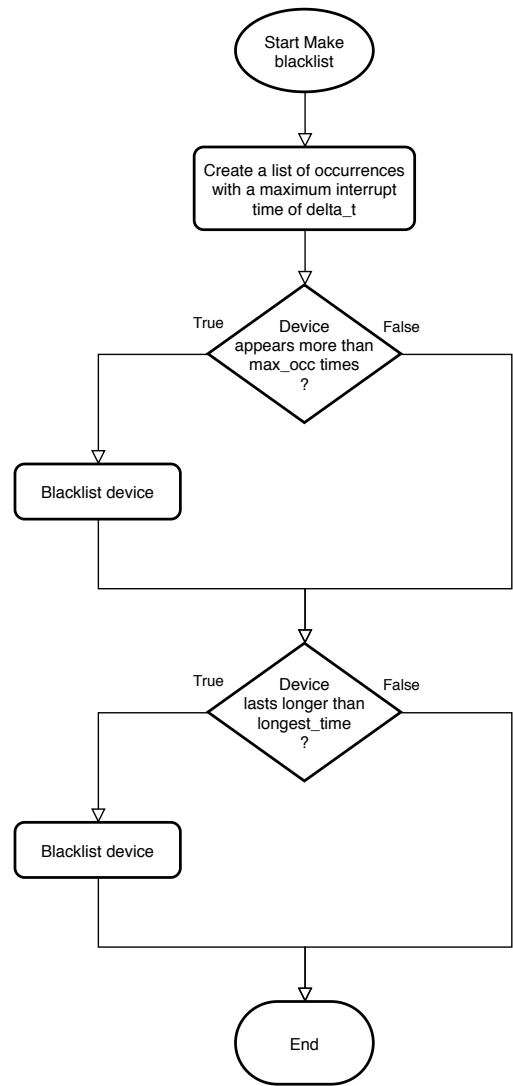 Start Make
blacklist
Create a list of occurrences
with a maximum interrupt
time of delta_t
True
Device
appears more than
max_occ times
?
False
Blacklist device
True
Device
lasts longer than
longest_time
?
False
Blacklist device
End